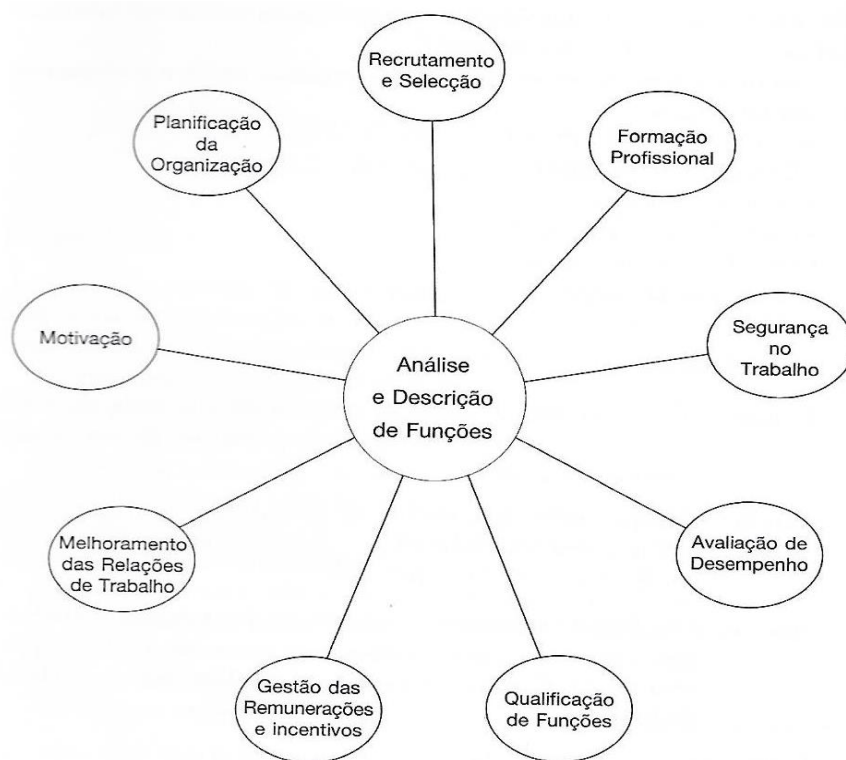 Recrutamento
e Selecção
Planificação
da
Organização
Formação
Profissional
Motivação
Segurança
no
Trabalho
Análise
e Descrição
de Funções
Melhoramento
das Relações
de Trabalho
Avaliação de
Desempenho
Gestão das
Remunerações
e incentivos
Qualificação
de Funções